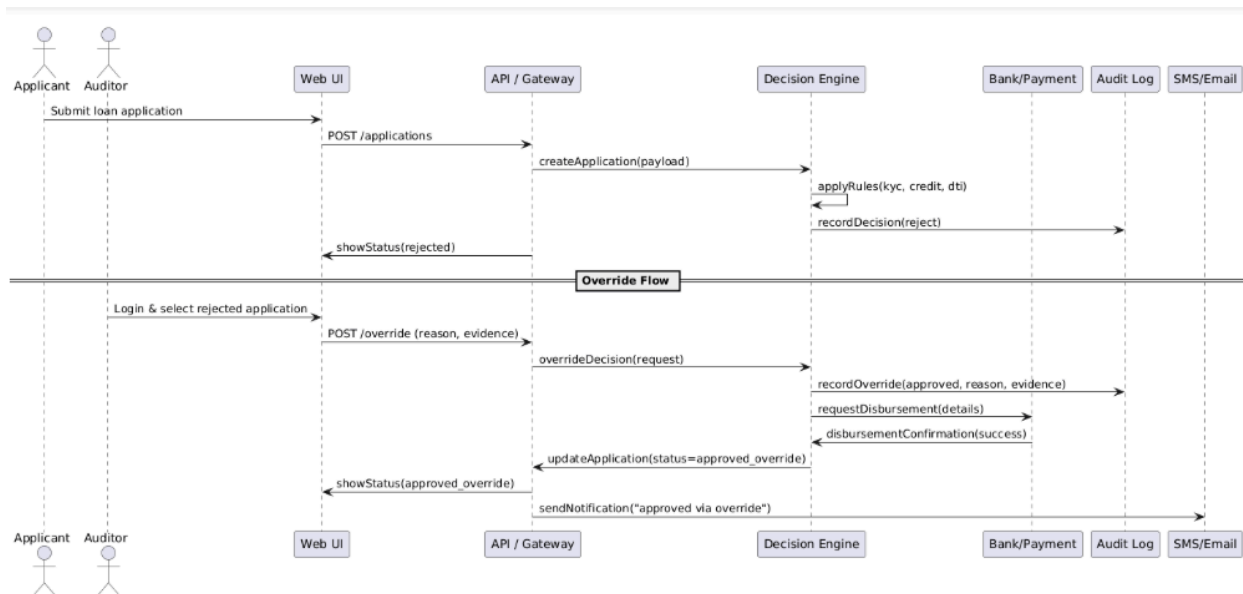 Applicant Auditor Web UI API / Gateway Decision Engine Bank/Payment Audit Log SMS/Email
Submit loan application
POST /applications
createApplication(payload)
applyRules(kyc, credit, dti)
recordDecision(reject)
showStatus(rejected)
Override Flow
Login & select rejected application
POST /override (reason, evidence)
overrideDecision(request)
recordOverride(approved, reason, evidence)
requestDisbursement(details)
disbursementConfirmation(success)
updateApplication(status=approved_override)
showStatus(approved_override)
sendNotification("approved via override")
Applicant Auditor Web UI API / Gateway Decision Engine Bank/Payment Audit Log SMS/Email